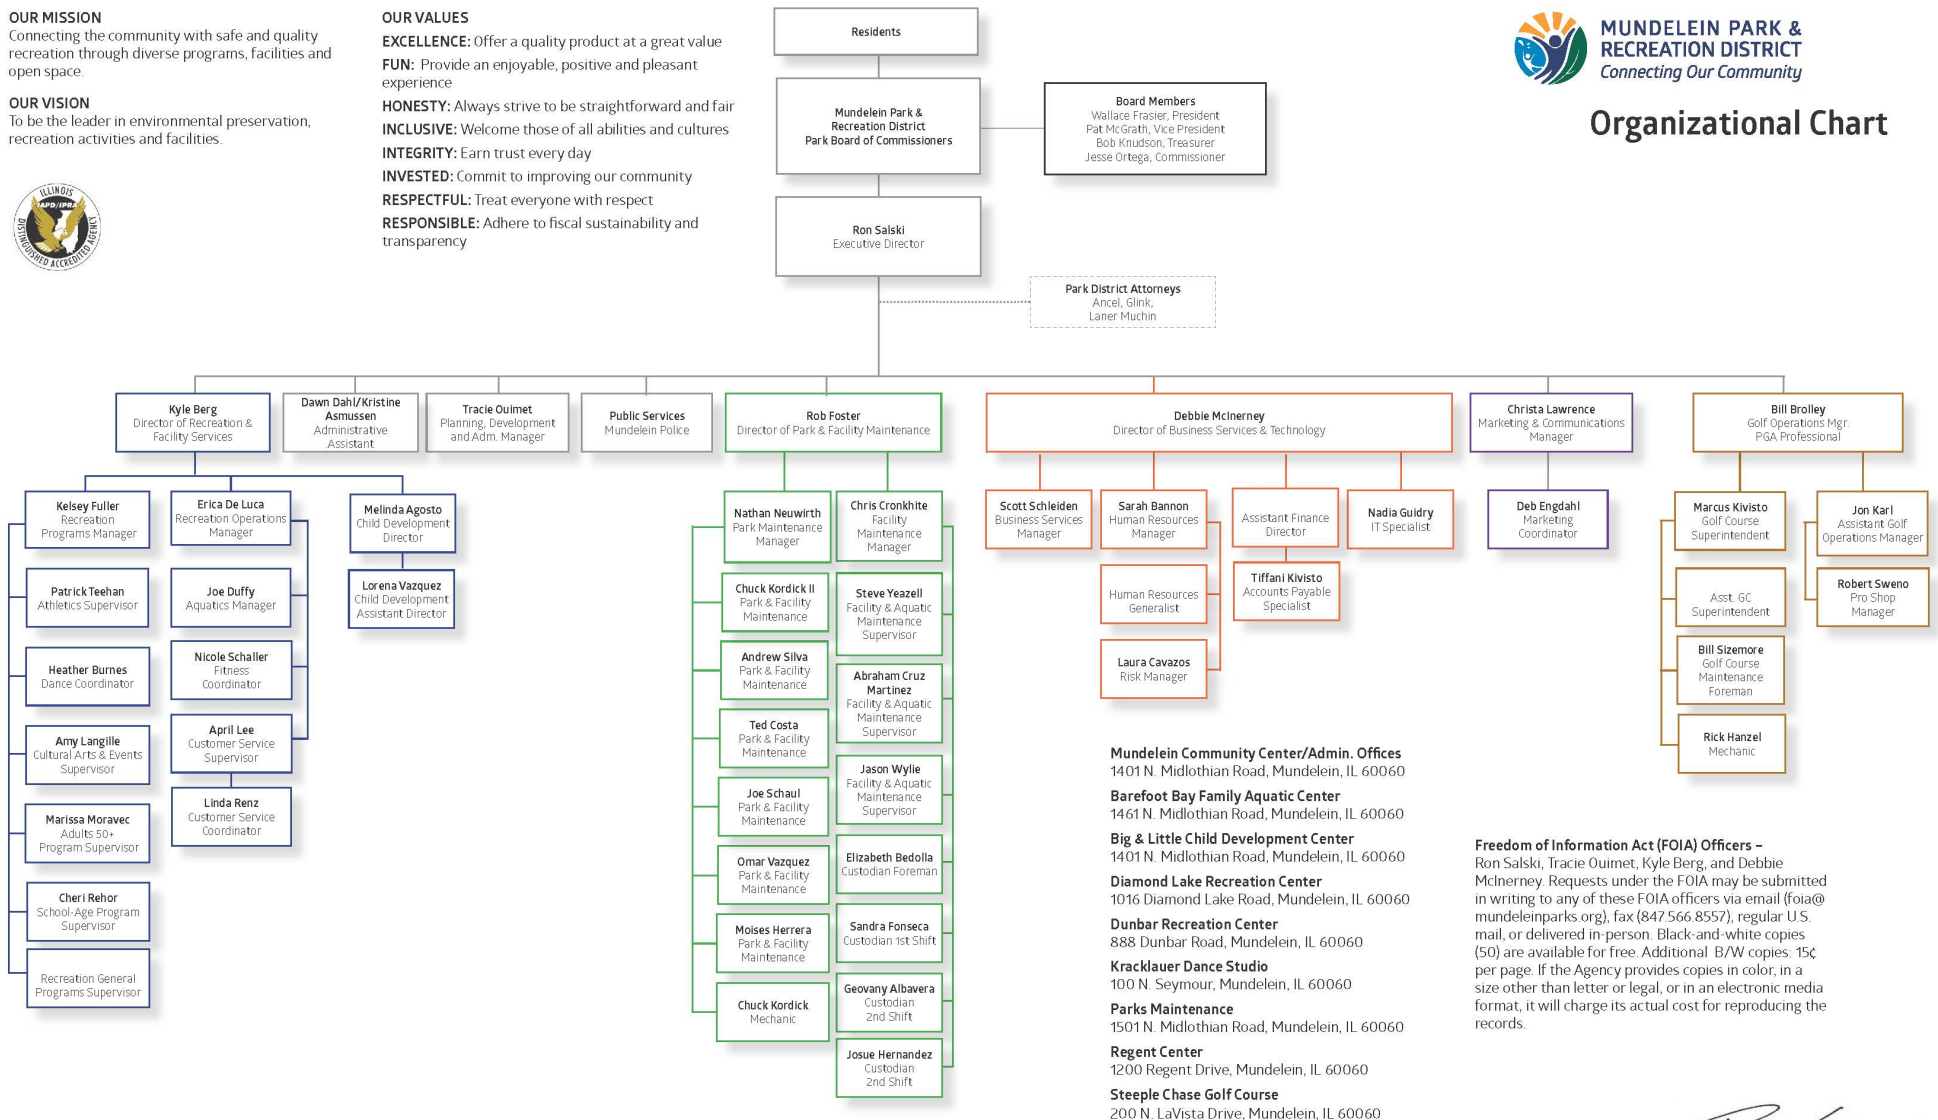 OUR MISSION
Connecting the community with safe and quality
recreation through diverse programs, facilities and
open space.
OUR VISION
To be the leader in environmental preservation,
recreation activities and facilities.
ILLINOIS
IAPD/IPRA
DISTINGUISHED ACCREDITED AGENCY
OUR VALUES
EXCELLENCE: Offer a quality product at a great value
FUN: Provide an enjoyable, positive and pleasant
experience
HONESTY: Always strive to be straightforward and fair
INCLUSIVE: Welcome those of all abilities and cultures
INTEGRITY: Earn trust every day
INVESTED: Commit to improving our community
RESPECTFUL: Treat everyone with respect
RESPONSIBLE: Adhere to fiscal sustainability and
transparency
Residents
Mundelein Park &
Recreation District
Park Board of Commissioners
Board Members
Wallace Frasier, President
Pat McGrath, Vice President
Bob Knudson, Treasurer
Jesse Ortega, Commissioner
Ron Salski
Executive Director
Park District Attorneys
Ancel, Glink,
Laner Muchin
MUNDELEIN PARK &
RECREATION DISTRICT
Connecting Our Community
Organizational Chart
Kyle Berg
Director of Recreation &
Facility Services
Dawn Dahl/Kristine
Asmussen
Administrative
Assistant
Tracie Ouimet
Planning, Development
and Adm. Manager
Public Services
Mundelein Police
Rob Foster
Director of Park & Facility Maintenance
Debbie McInerney
Director of Business Services & Technology
Christa Lawrence
Marketing & Communications
Manager
Bill Brolley
Golf Operations Mgr.
PGA Professional
Kelsey Fuller
Recreation
Programs Manager
Patrick Teehan
Athletics Supervisor
Heather Burnes
Dance Coordinator
Amy Langille
Cultural Arts & Events
Supervisor
Marissa Moravec
Adults 50+
Program Supervisor
Cheri Rehor
School-Age Program
Supervisor
Recreation General
Programs Supervisor
Erica De Luca
Recreation Operations
Manager
Joe Duffy
Aquatics Manager
Nicole Schaller
Fitness
Coordinator
April Lee
Customer Service
Supervisor
Linda Renz
Customer Service
Coordinator
Melinda Agosto
Child Development
Director
Lorena Vazquez
Child Development
Assistant Director
Nathan Neuwirth
Park Maintenance
Manager
Chuck Kordick II
Park & Facility
Maintenance
Andrew Silva
Park & Facility
Maintenance
Ted Costa
Park & Facility
Maintenance
Joe Schaul
Park & Facility
Maintenance
Omar Vazquez
Park & Facility
Maintenance
Moises Herrera
Park & Facility
Maintenance
Chuck Kordick
Mechanic
Chris Cronkhite
Facility
Maintenance
Manager
Steve Yeazell
Facility & Aquatic
Maintenance
Supervisor
Abraham Cruz
Martinez
Facility & Aquatic
Maintenance
Supervisor
Jason Wylie
Facility & Aquatic
Maintenance
Supervisor
Elizabeth Bedolla
Custodian Foreman
Sandra Fonseca
Custodian 1st Shift
Geovany Albavera
Custodian
2nd Shift
Josue Hernandez
Custodian
2nd Shift
Scott Schleiden
Business Services
Manager
Sarah Bannon
Human Resources
Manager
Human Resources
Generalist
Laura Cavazos
Risk Manager
Assistant Finance
Director
Tiffani Kivisto
Accounts Payable
Specialist
Nadia Guidry
IT Specialist
Deb Engdahl
Marketing
Coordinator
Marcus Kivisto
Golf Course
Superintendent
Asst. GC
Superintendent
Bill Sizemore
Golf Course
Maintenance
Foreman
Rick Hanzel
Mechanic
Jon Karl
Assistant Golf
Operations Manager
Robert Sweno
Pro Shop
Manager
Mundelein Community Center/Admin. Offices
1401 N. Midlothian Road, Mundelein, IL 60060
Barefoot Bay Family Aquatic Center
1461 N. Midlothian Road, Mundelein, IL 60060
Big & Little Child Development Center
1401 N. Midlothian Road, Mundelein, IL 60060
Diamond Lake Recreation Center
1016 Diamond Lake Road, Mundelein, IL 60060
Dunbar Recreation Center
888 Dunbar Road, Mundelein, IL 60060
Kracklauer Dance Studio
100 N. Seymour, Mundelein, IL 60060
Parks Maintenance
1501 N. Midlothian Road, Mundelein, IL 60060
Regent Center
1200 Regent Drive, Mundelein, IL 60060
Steeple Chase Golf Course
200 N. LaVista Drive, Mundelein, IL 60060
Freedom of Information Act (FOIA) Officers –
Ron Salski, Tracie Ouimet, Kyle Berg, and Debbie
McInerney. Requests under the FOIA may be submitted
in writing to any of these FOIA officers via email (foia@
mundeleinparks.org), fax (847.566.8557), regular U.S.
mail, or delivered in-person. Black-and-white copies
(50) are available for free. Additional B/W copies: 15¢
per page. If the Agency provides copies in color, in a
size other than letter or legal, or in an electronic media
format, it will charge its actual cost for reproducing the
records.